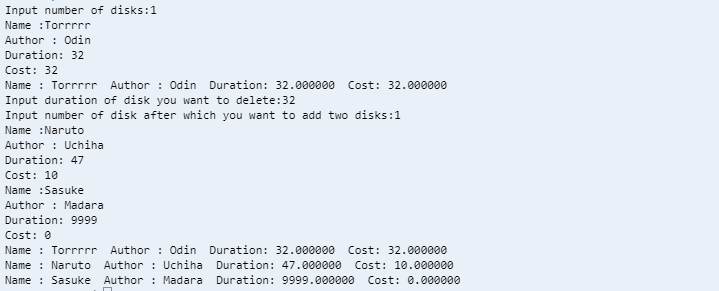 Input number of disks:1
Name :Torrrrr
Author : Odin
Duration: 32
Cost: 32
Name : Torrrrr  Author : Odin  Duration: 32.000000  Cost: 32.000000
Input duration of disk you want to delete:32
Input number of disk after which you want to add two disks:1
Name :Naruto
Author : Uchiha
Duration: 47
Cost: 10
Name :Sasuke
Author : Madara
Duration: 9999
Cost: 0
Name : Torrrrr  Author : Odin  Duration: 32.000000  Cost: 32.000000
Name : Naruto  Author : Uchiha  Duration: 47.000000  Cost: 10.000000
Name : Sasuke  Author : Madara  Duration: 9999.000000  Cost: 0.000000